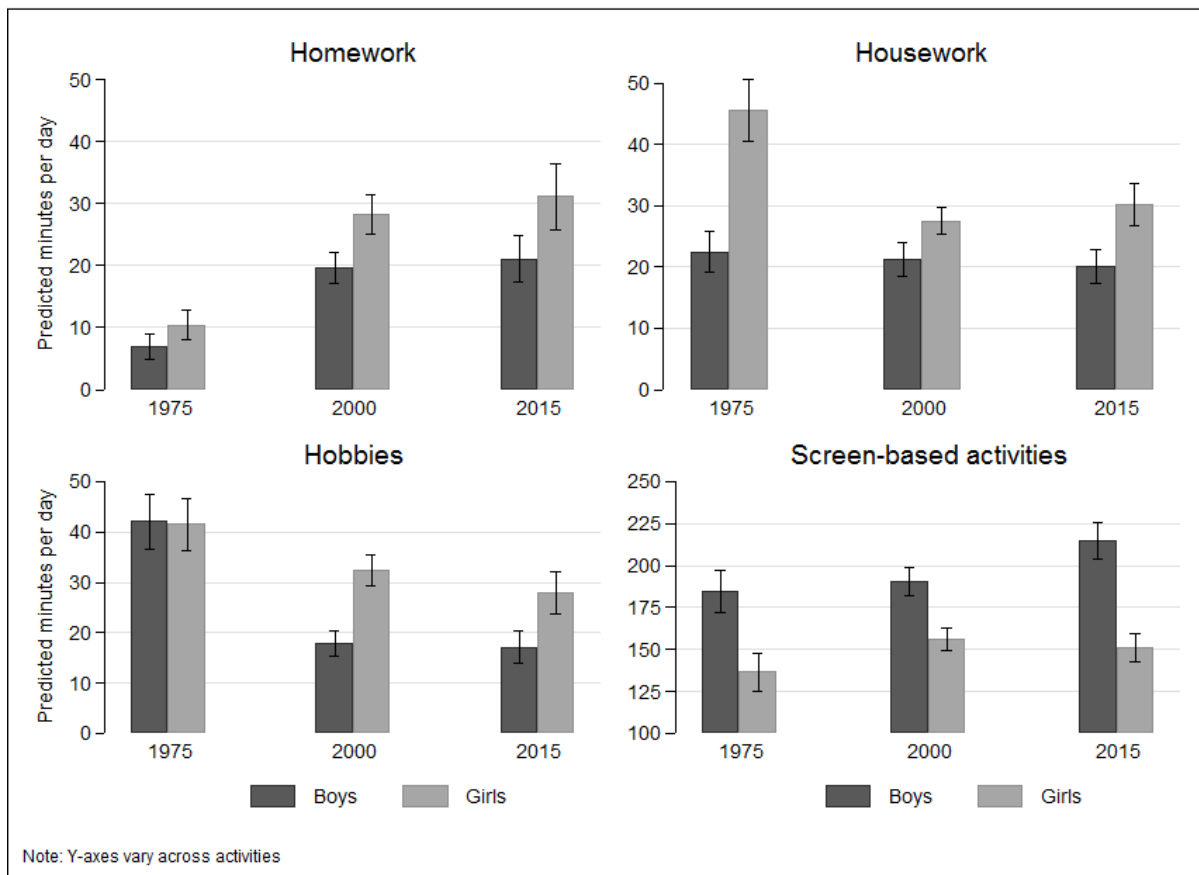 Homework
Predicted minutes per day
50
40
30
20
10
0
1975 2000 2015
Housework
50
40
30
20
10
0
1975 2000 2015
Hobbies
Predicted minutes per day
50
40
30
20
10
0
1975 2000 2015
Boys Girls
Screen-based activities
250
225
200
175
150
125
100
1975 2000 2015
Boys Girls
Note: Y-axes vary across activities